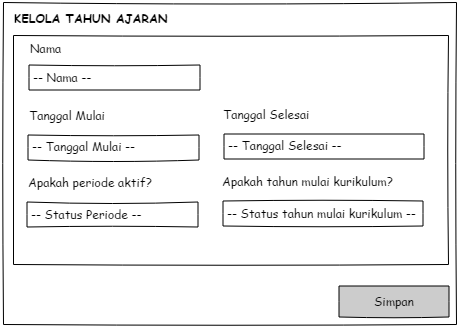 KELOLA TAHUN AJARAN
Nama
-- Nama --
Tanggal Mulai
Tanggal Selesai
-- Tanggal Mulai --
-- Tanggal Selesai --
Apakah periode aktif?
Apakah tahun mulai kurikulum?
-- Status Periode --
-- Status tahun mulai kurikulum --
Simpan